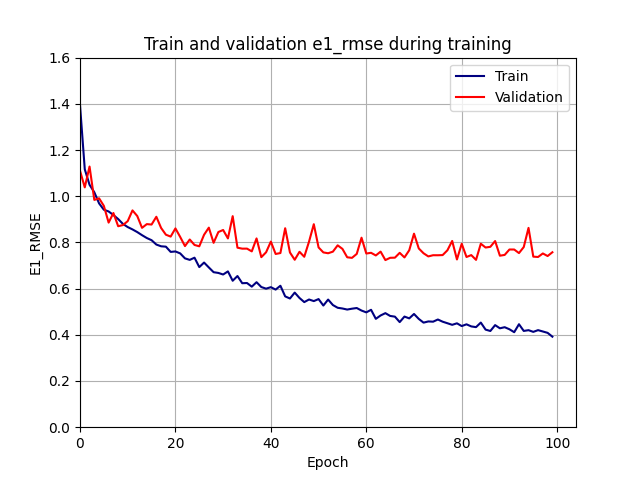 Train and validation e1_rmse during training
Train
Validation
E1_RMSE
1.6
1.4
1.2
1.0
0.8
0.6
0.4
0.2
0.0
0 20 40 60 80 100
Epoch